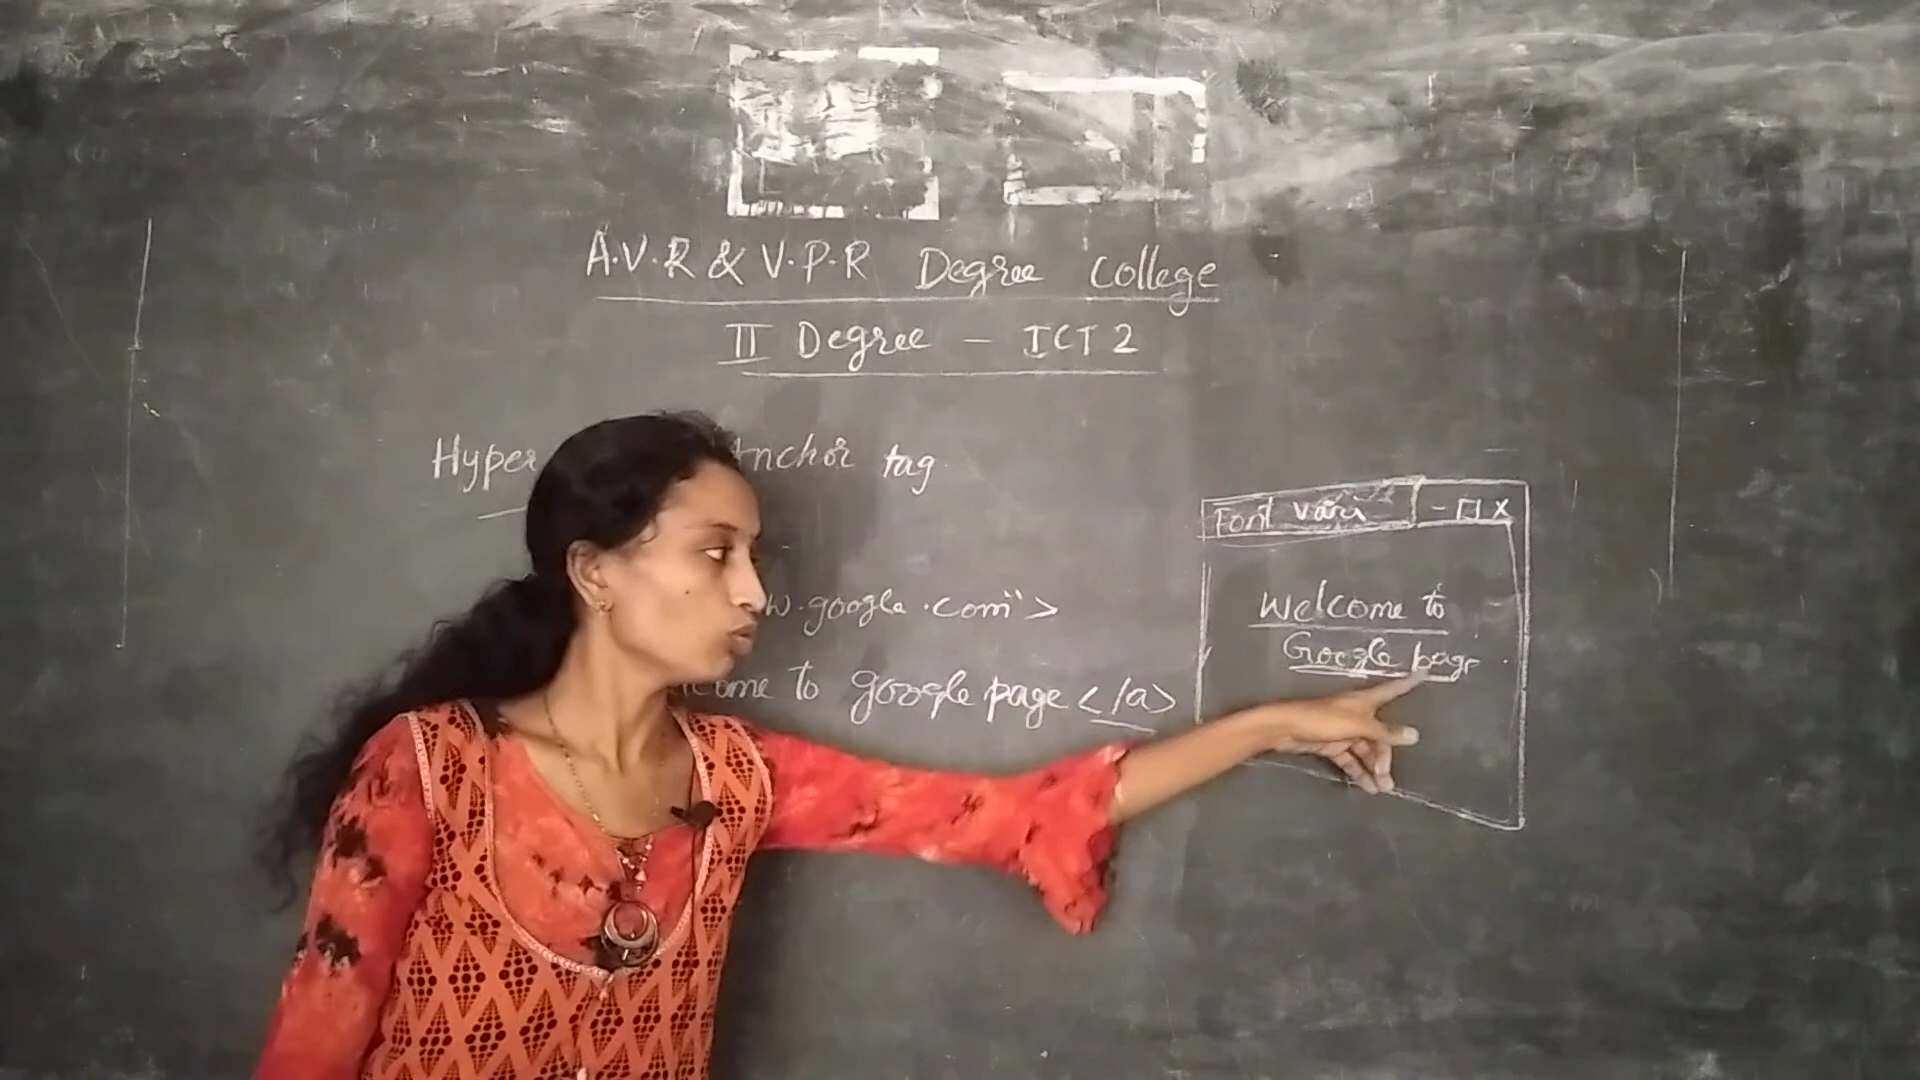 A.V.R & V.P.R Degree College
II Degree - ICT 2
Hyper Anchor tag
Font vari - □ X
w.google.com">
come to google page </a>
Welcome to
Google page